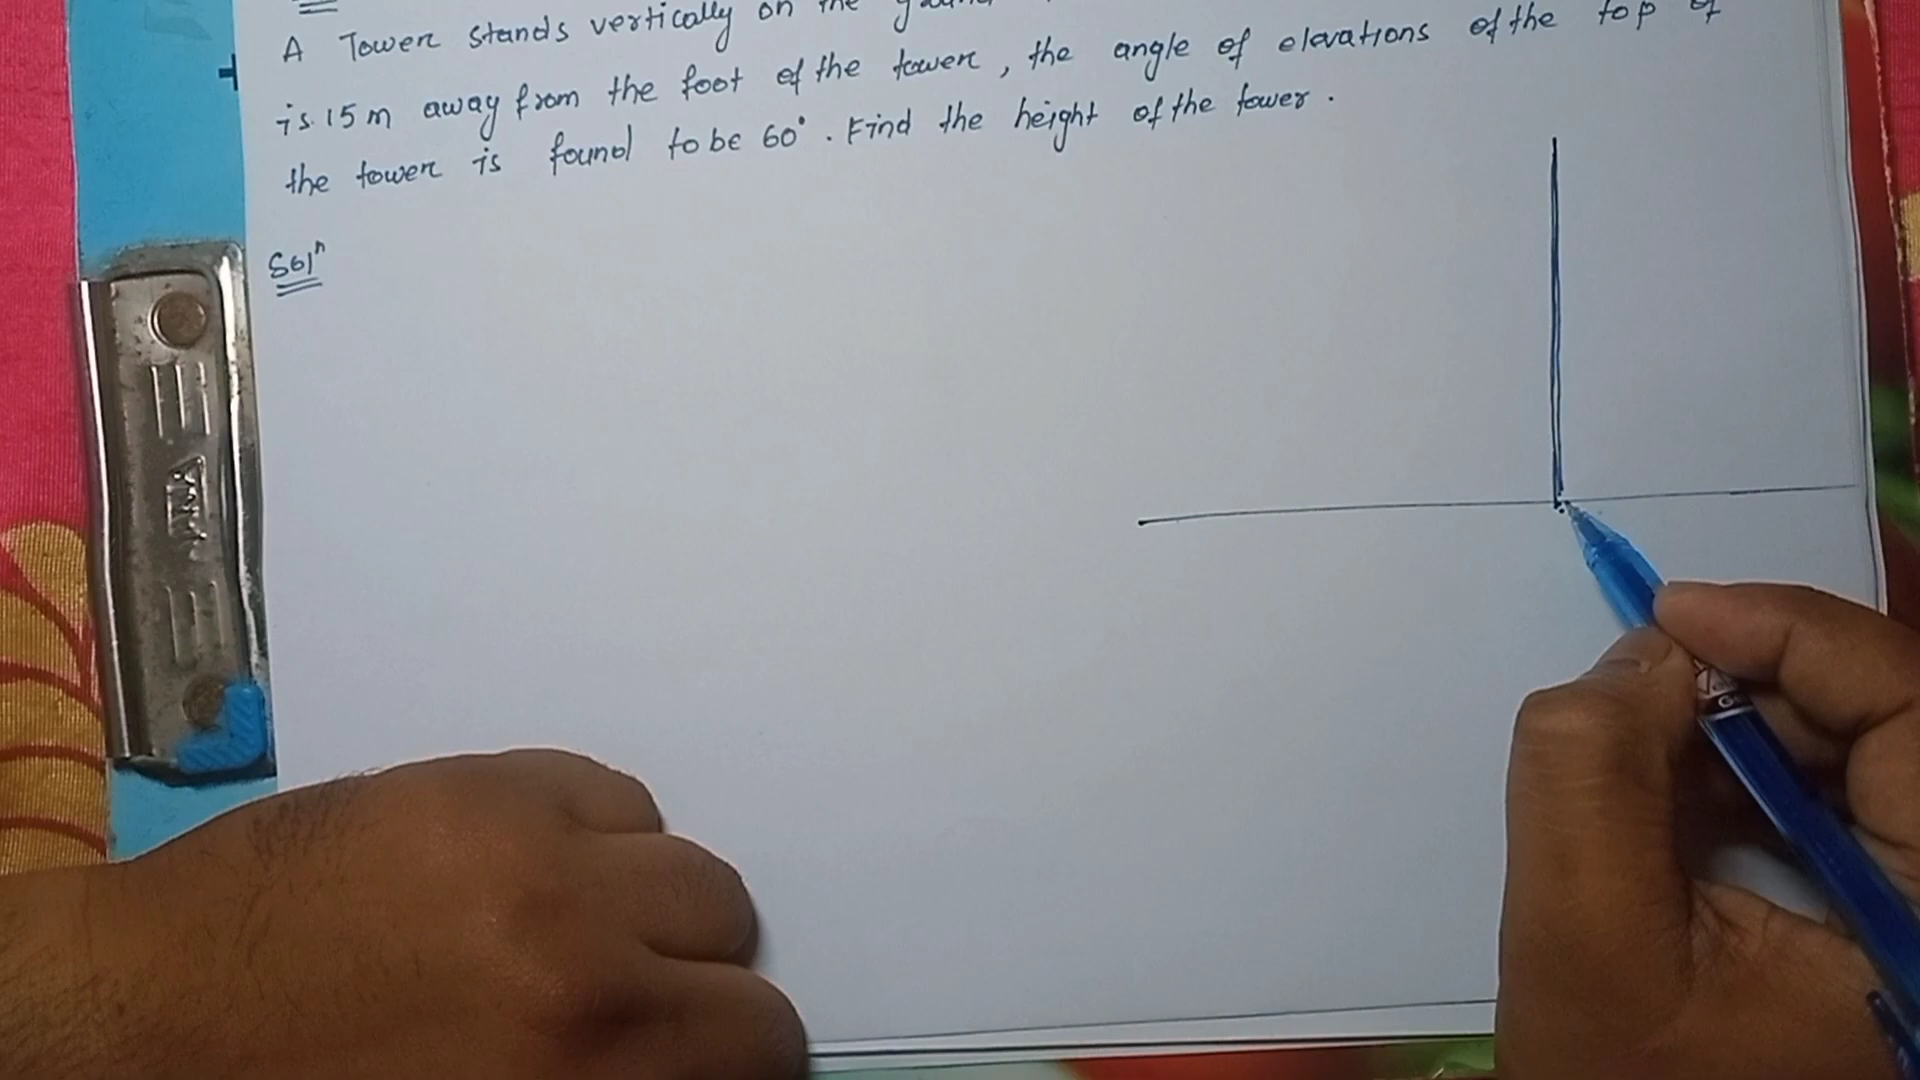 A Tower stands vertically on the
is 15 m away from the foot of the tower, the angle of elevations of the top of
the tower is found to be 60°. Find the height of the tower.
Solⁿ